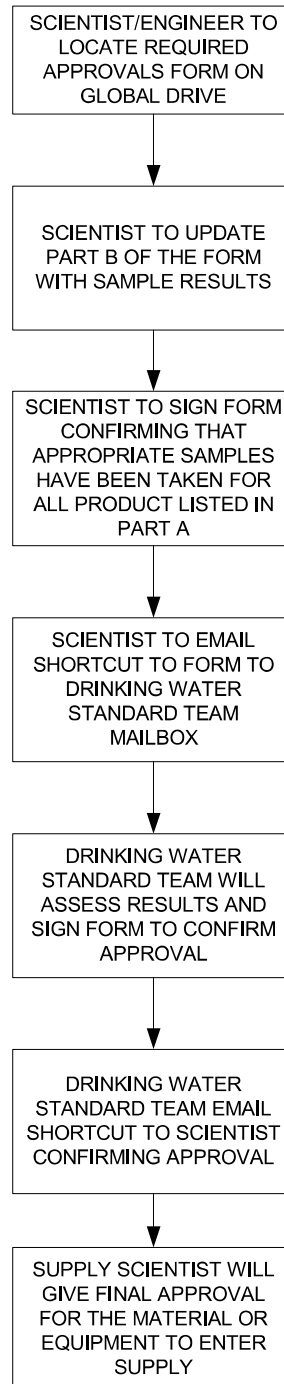 SCIENTIST/ENGINEER TO
LOCATE REQUIRED
APPROVALS FORM ON
GLOBAL DRIVE
SCIENTIST TO UPDATE
PART B OF THE FORM
WITH SAMPLE RESULTS
SCIENTIST TO SIGN FORM
CONFIRMING THAT
APPROPRIATE SAMPLES
HAVE BEEN TAKEN FOR
ALL PRODUCT LISTED IN
PART A
SCIENTIST TO EMAIL
SHORTCUT TO FORM TO
DRINKING WATER
STANDARD TEAM
MAILBOX
DRINKING WATER
STANDARD TEAM WILL
ASSESS RESULTS AND
SIGN FORM TO CONFIRM
APPROVAL
DRINKING WATER
STANDARD TEAM EMAIL
SHORTCUT TO SCIENTIST
CONFIRMING APPROVAL
SUPPLY SCIENTIST WILL
GIVE FINAL APPROVAL
FOR THE MATERIAL OR
EQUIPMENT TO ENTER
SUPPLY